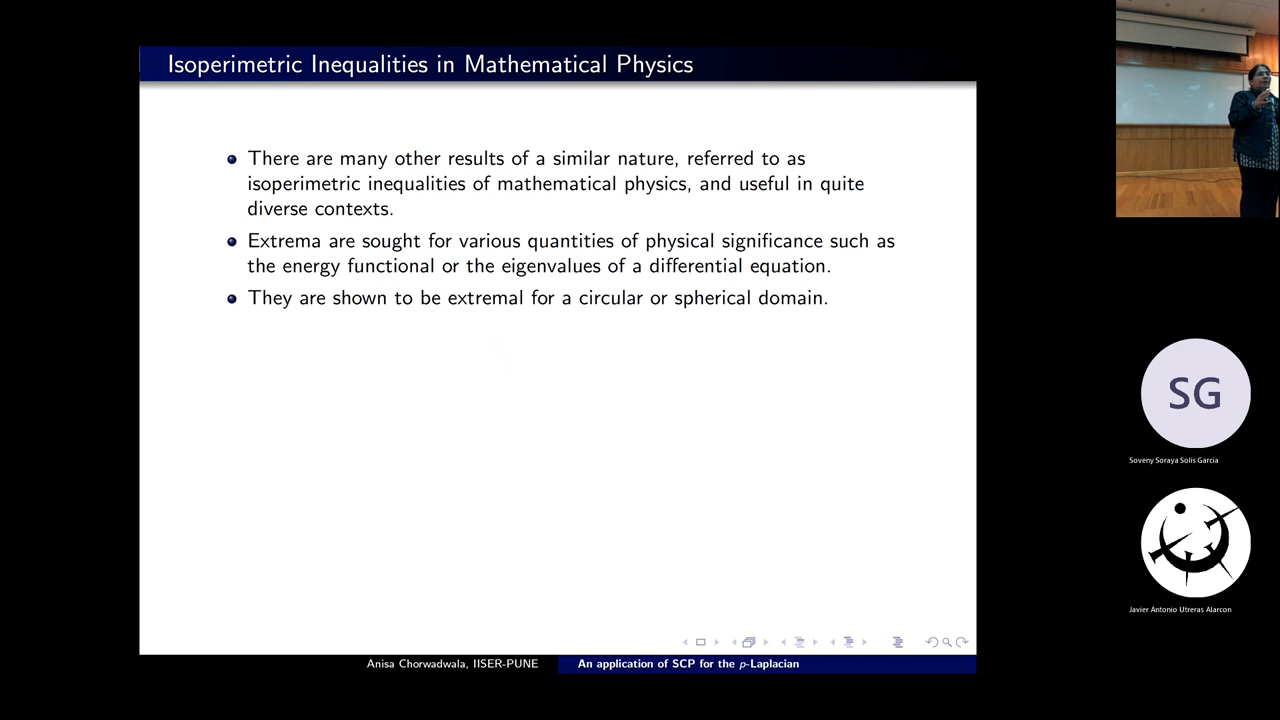 Isoperimetric Inequalities in Mathematical Physics
There are many other results of a similar nature, referred to as
isoperimetric inequalities of mathematical physics, and useful in quite
diverse contexts.
Extrema are sought for various quantities of physical significance such as
the energy functional or the eigenvalues of a differential equation.
They are shown to be extremal for a circular or spherical domain.
Anisa Chorwadwala, IISER-PUNE
An application of SCP for the p-Laplacian
SG
Soveny Soraya Solis Garcia
Javier Antonio Utreras Alarcon